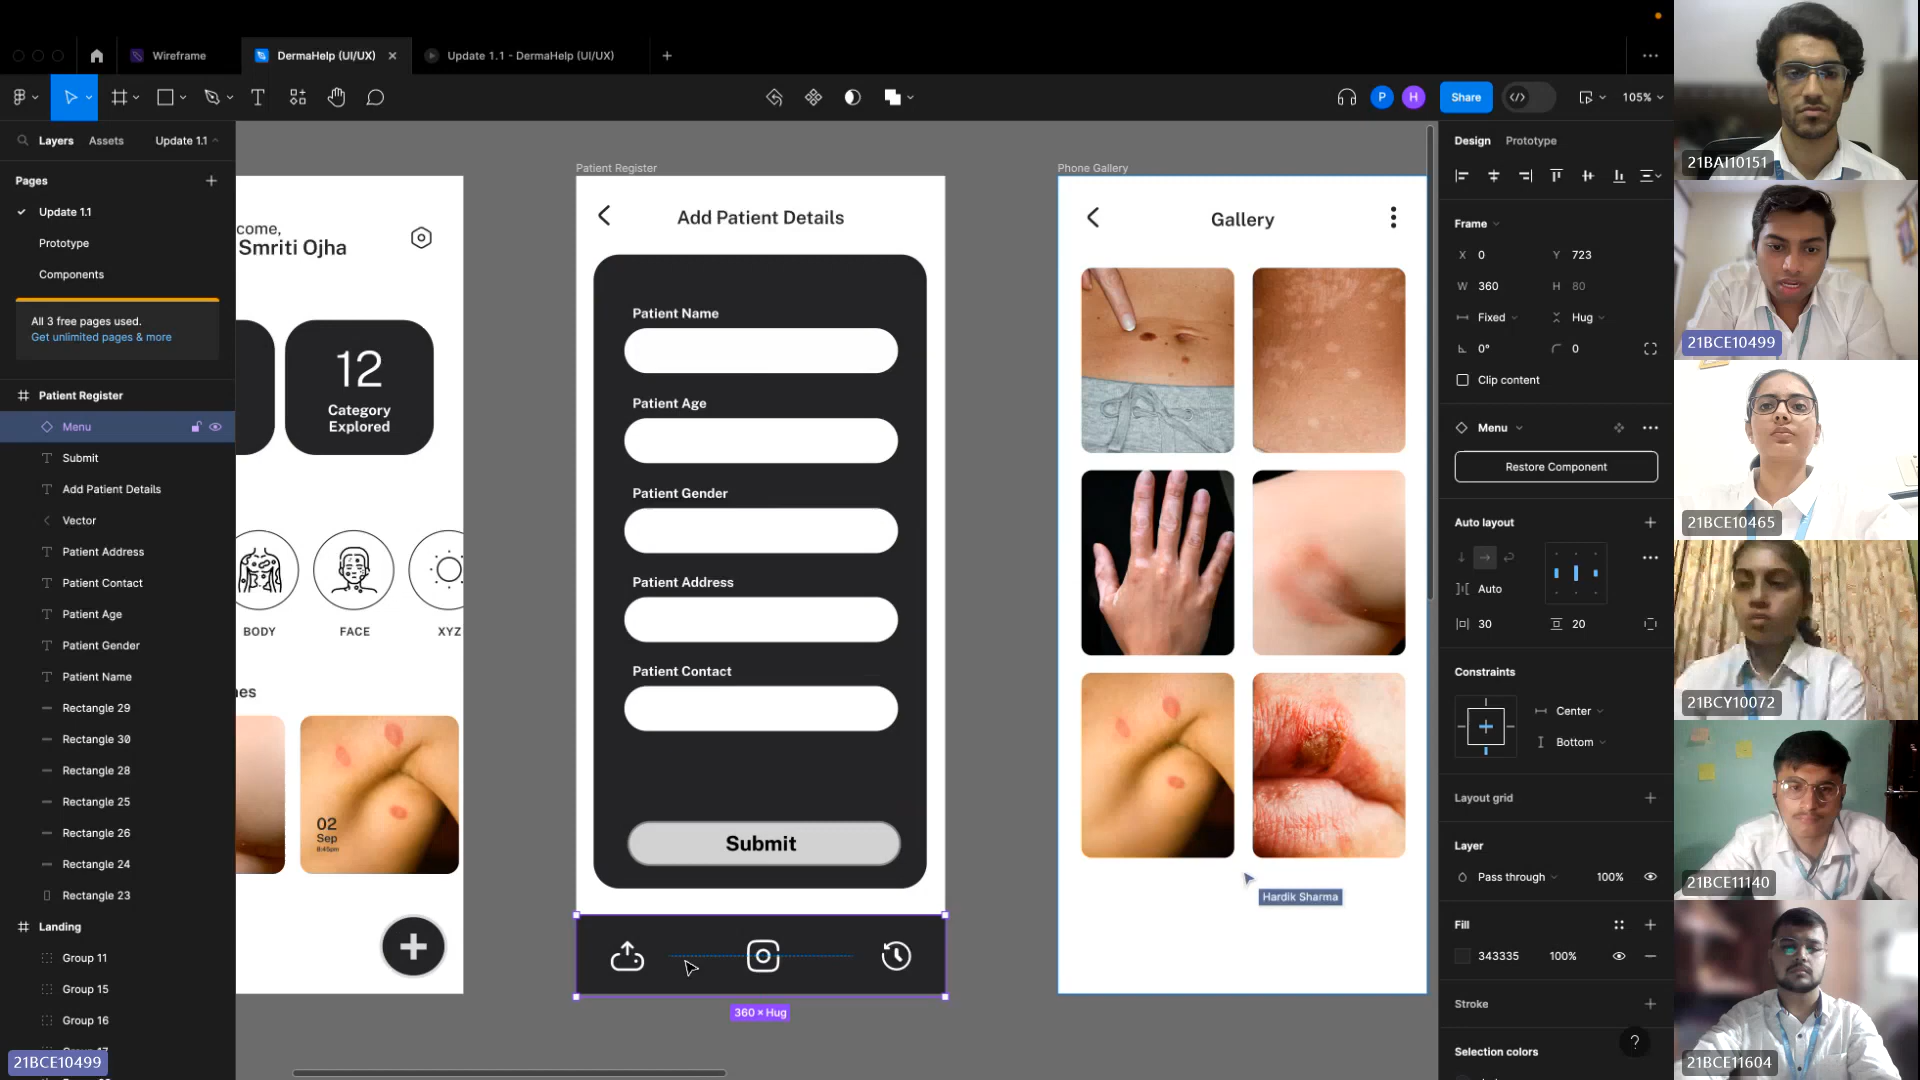 Wireframe
DermaHelp (UI/UX)
Update 1.1 - DermaHelp (UI/UX)
P
H
Share
105%
Layers
Assets
Update 1.1
Pages
Update 1.1
Prototype
Components
All 3 free pages used.
Get unlimited pages & more
Patient Register
Menu
Submit
Add Patient Details
Vector
Patient Address
Patient Contact
Patient Age
Patient Gender
Patient Name
Rectangle 29
Rectangle 30
Rectangle 28
Rectangle 25
Rectangle 26
Rectangle 24
Rectangle 23
Landing
Group 11
Group 15
Group 16
21BCE10499
come,
Smriti Ojha
12
Category
Explored
BODY
FACE
XYZ
02
Sep
8:45pm
Patient Register
Add Patient Details
Patient Name
Patient Age
Patient Gender
Patient Address
Patient Contact
Submit
360 × Hug
Phone Gallery
Gallery
Hardik Sharma
Design
Prototype
Frame
X 0
Y 723
W 360
H 80
Fixed
Hug
0°
0
Clip content
Menu
Restore Component
Auto layout
Auto
30
20
Constraints
Center
Bottom
Layout grid
Layer
Pass through
100%
Fill
343335
100%
Stroke
?
Selection colors
21BAI10151
21BCE10499
21BCE10465
21BCY10072
21BCE11140
21BCE11604